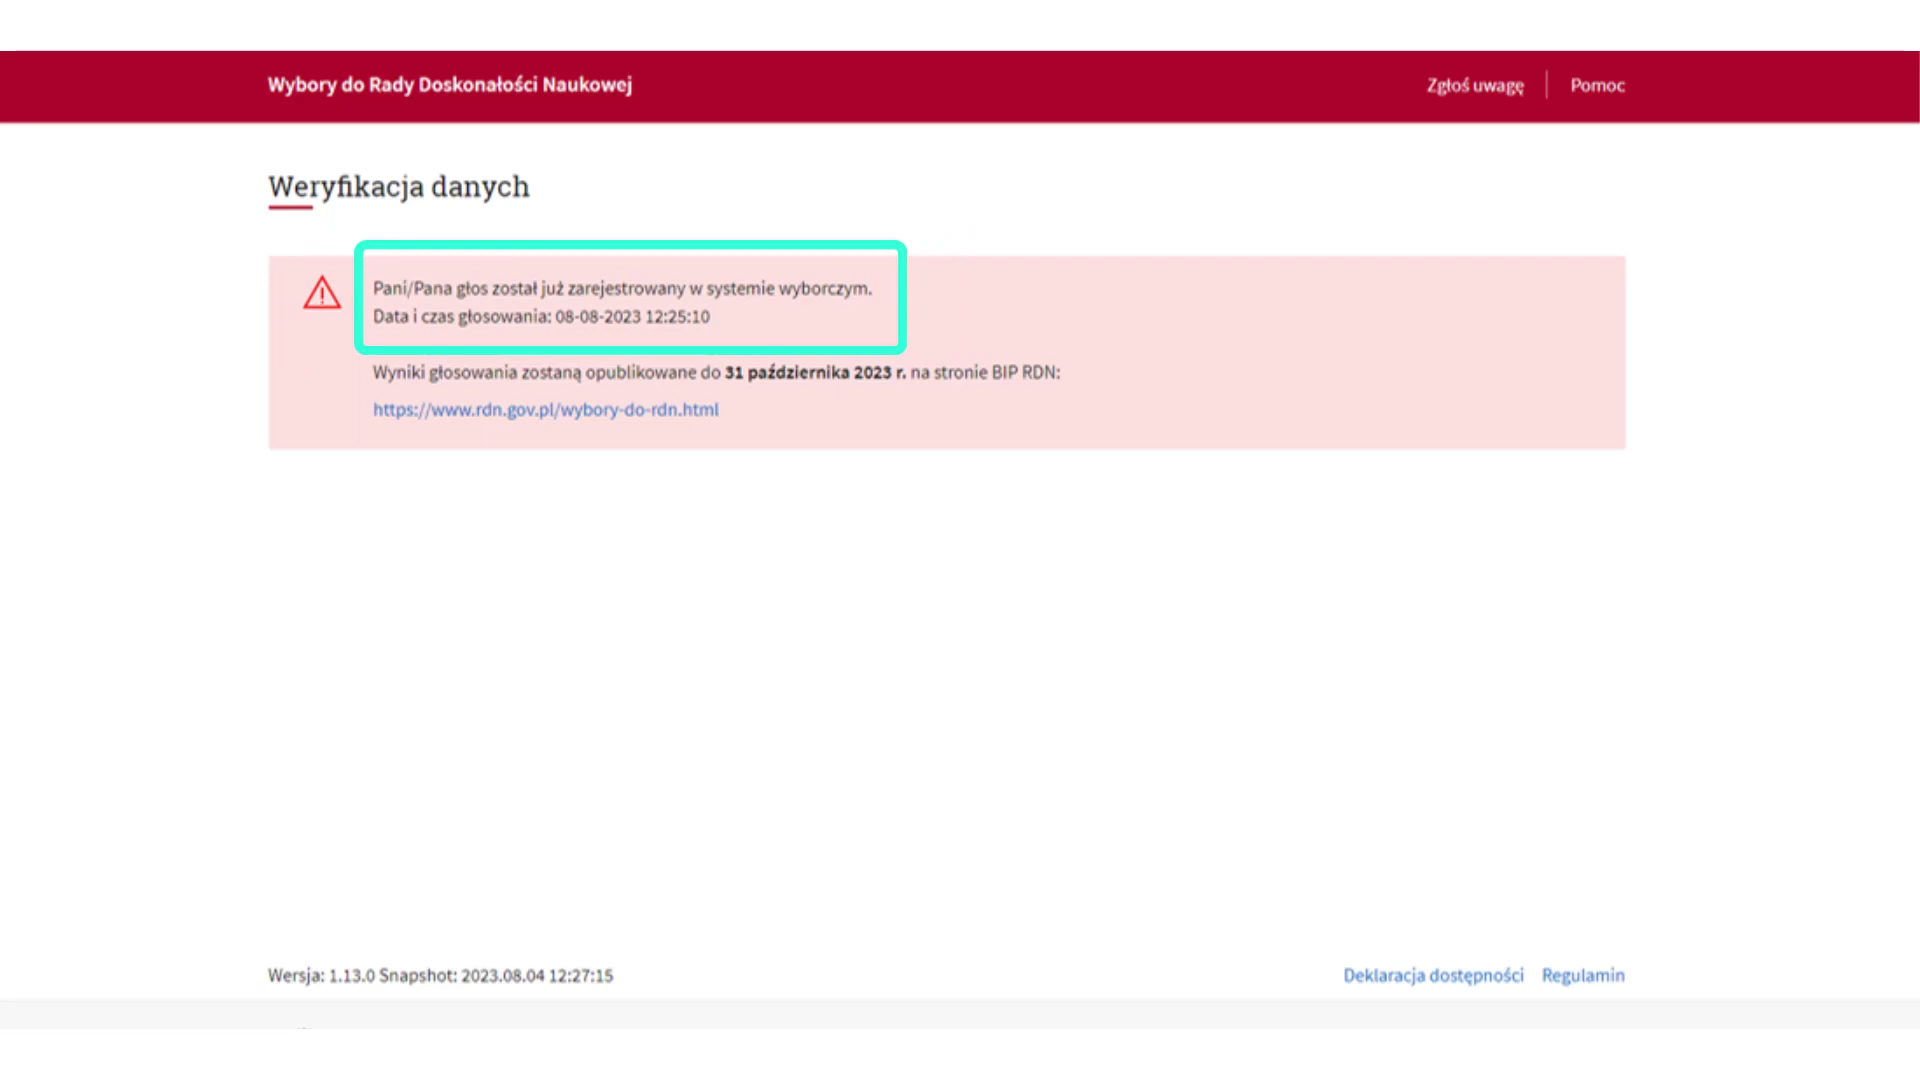 Wybory do Rady Doskonałości Naukowej
Zgłoś uwagę
Pomoc
Weryfikacja danych
Pani/Pana głos został już zarejestrowany w systemie wyborczym.
Data i czas głosowania: 08-08-2023 12:25:10
Wyniki głosowania zostaną opublikowane do 31 października 2023 r. na stronie BIP RDN:
https://www.rdn.gov.pl/wybory-do-rdn.html
Wersja: 1.13.0 Snapshot: 2023.08.04 12:27:15
Deklaracja dostępności
Regulamin